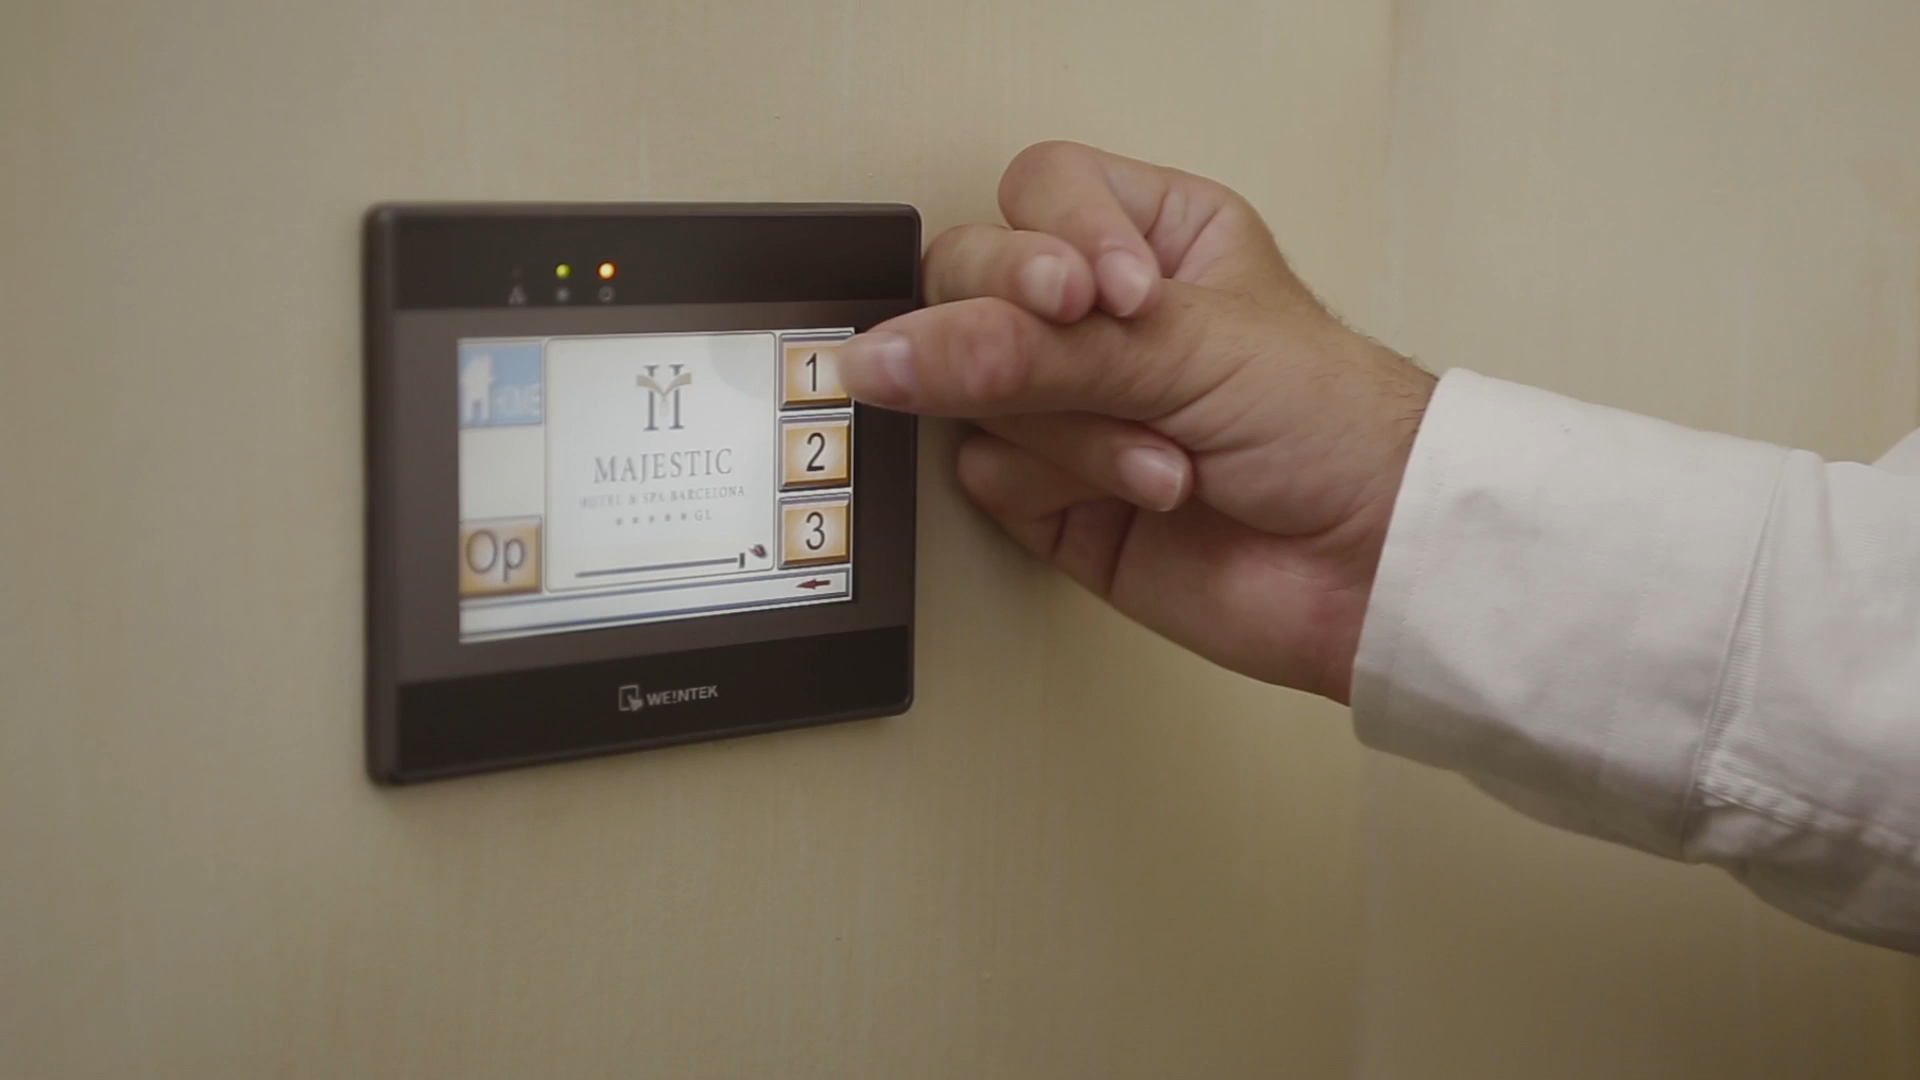 1
MAJESTIC
HOTEL & SPA BARCELONA
★★★★★ GL
2
3
Op
WEINTEK